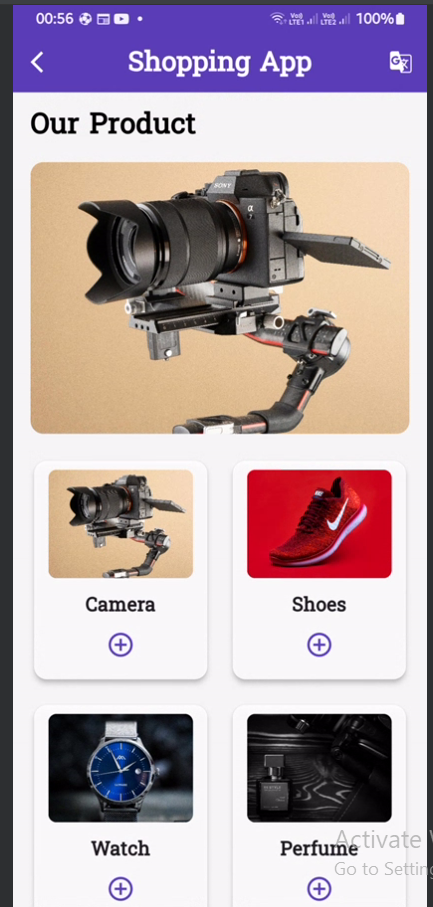 00:56
Vo)) LTE1
Vo)) LTE2
100%
Shopping App
G
Our Product
SONY
α
Camera
Shoes
Watch
Perfume
Activate W
Go to Setting